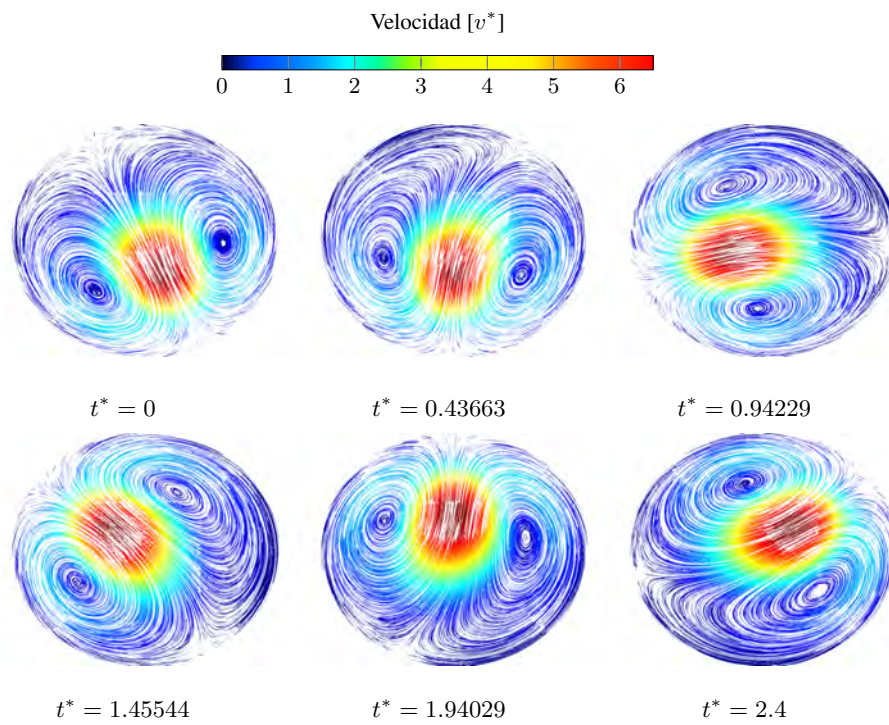 Velocidad [v*]
0 1 2 3 4 5 6
t* = 0 t* = 0.43663 t* = 0.94229
t* = 1.45544 t* = 1.94029 t* = 2.4